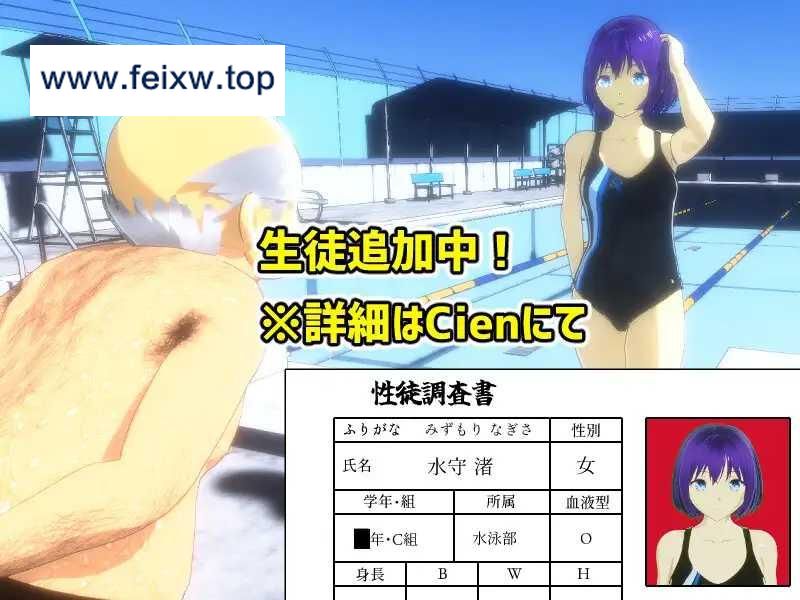 www.feixw.top
生徒追加中！
※詳細はCienにて
性徒調査書
ふりがな みずもり なぎさ 性別
氏名 水守 渚 女
学年・組 所属 血液型
年・C組 水泳部 O
身長 B W H